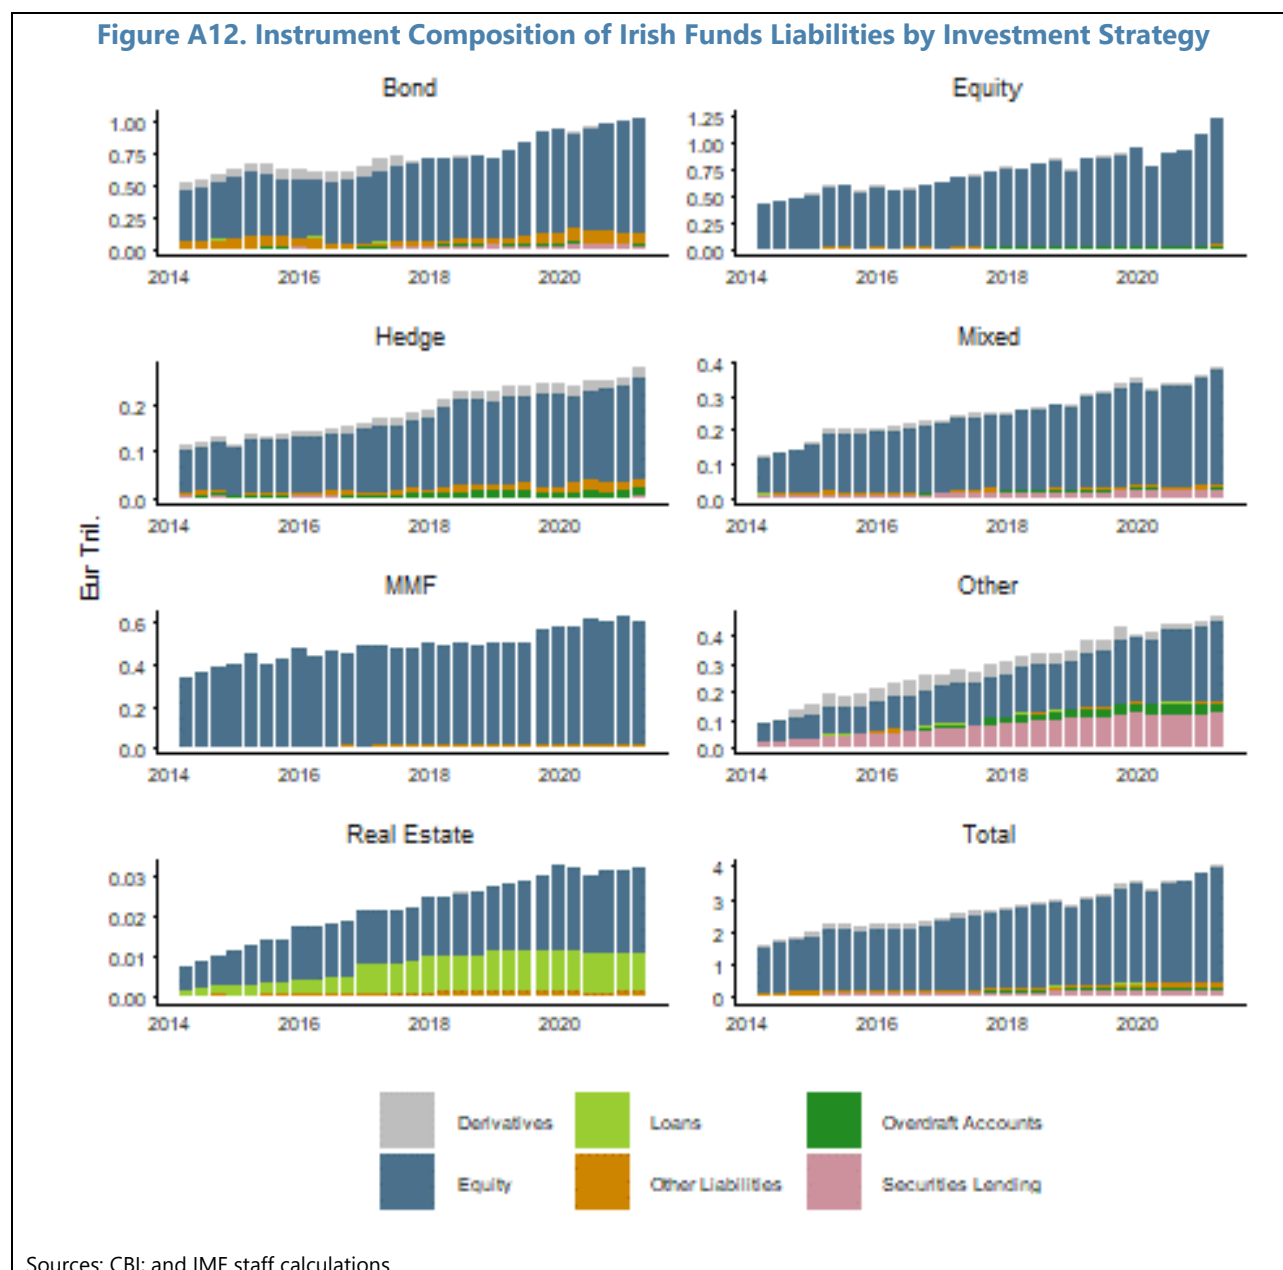 Figure A12. Instrument Composition of Irish Funds Liabilities by Investment Strategy
Bond
Equity
1.00
0.75
0.50
0.25
0.00
2014 2016 2018 2020
1.25
1.00
0.75
0.50
0.25
0.00
2014 2016 2018 2020
Hedge
Mixed
0.2
0.1
0.0
2014 2016 2018 2020
0.4
0.3
0.2
0.1
0.0
2014 2016 2018 2020
Eur Tril.
MMF
Other
0.6
0.4
0.2
0.0
2014 2016 2018 2020
0.4
0.3
0.2
0.1
0.0
2014 2016 2018 2020
Real Estate
Total
0.03
0.02
0.01
0.00
2014 2016 2018 2020
4
3
2
1
0
2014 2016 2018 2020
Derivatives Loans Overdraft Accounts
Equity Other Liabilities Securities Lending
Sources: CBI; and IMF staff calculations